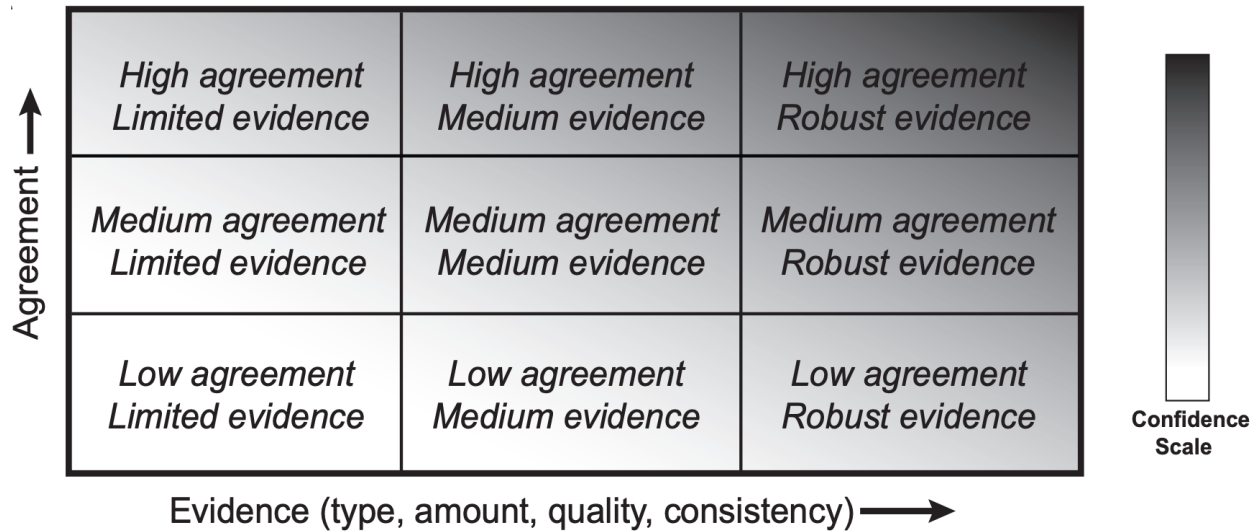 High agreement
Limited evidence
High agreement
Medium evidence
High agreement
Robust evidence
Medium agreement
Limited evidence
Medium agreement
Medium evidence
Medium agreement
Robust evidence
Low agreement
Limited evidence
Low agreement
Medium evidence
Low agreement
Robust evidence
Agreement
Evidence (type, amount, quality, consistency)
Confidence
Scale